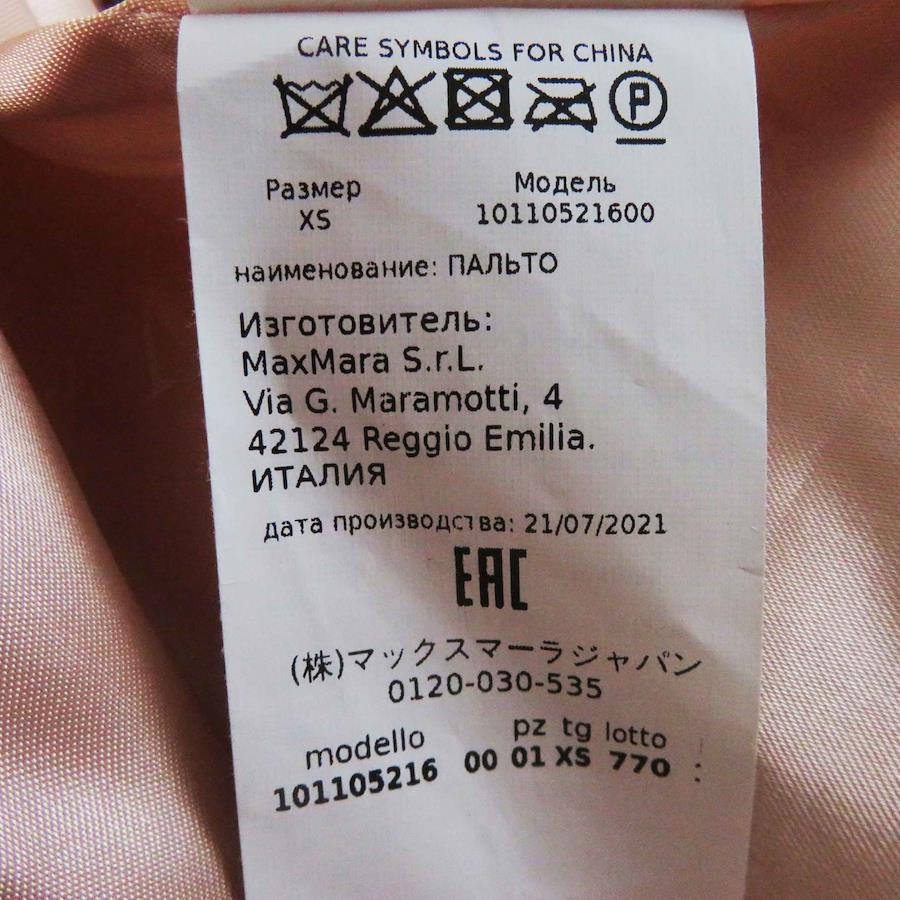 CARE SYMBOLS FOR CHINA
P
Размер
XS
Модель
10110521600
наименование: ПАЛЬТО
Изготовитель:
MaxMara S.r.L.
Via G. Maramotti, 4
42124 Reggio Emilia.
ИТАЛИЯ
дата производства: 21/07/2021
EAC
(株)マックスマーラジャパン
0120-030-535
modello pz tg lotto
101105216 00 01 XS 770 :